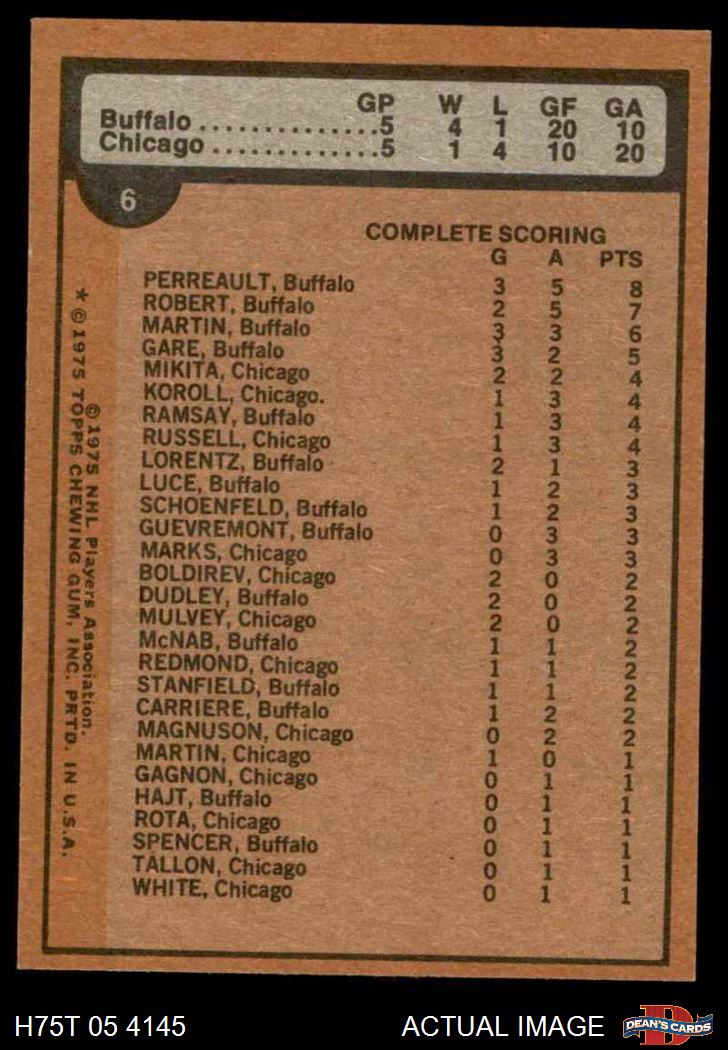 GP W L GF GA
Buffalo ..............5 4 1 20 10
Chicago .............5 1 4 10 20
6
COMPLETE SCORING
G A PTS
PERREAULT, Buffalo 3 5 8
ROBERT, Buffalo 2 5 7
MARTIN, Buffalo 3 3 6
GARE, Buffalo 3 2 5
MIKITA, Chicago 2 2 4
KOROLL, Chicago. 1 3 4
RAMSAY, Buffalo 1 3 4
RUSSELL, Chicago 1 3 4
LORENTZ, Buffalo 2 1 3
LUCE, Buffalo 1 2 3
SCHOENFELD, Buffalo 1 2 3
GUEVREMONT, Buffalo 0 3 3
MARKS, Chicago 0 3 3
BOLDIREV, Chicago 2 0 2
DUDLEY, Buffalo 2 0 2
MULVEY, Chicago 2 0 2
McNAB, Buffalo 1 1 2
REDMOND, Chicago 1 1 2
STANFIELD, Buffalo 1 1 2
CARRIERE, Buffalo 1 2 2
MAGNUSON, Chicago 0 2 2
MARTIN, Chicago 1 0 1
GAGNON, Chicago 0 1 1
HAJT, Buffalo 0 1 1
ROTA, Chicago 0 1 1
SPENCER, Buffalo 0 1 1
TALLON, Chicago 0 1 1
WHITE, Chicago 0 1 1
©1975 NHL Players Association.
* ©1975 TOPPS CHEWING GUM, INC. PRTD. IN U.S.A.
H75T 05 4145
ACTUAL IMAGE
D
DEAN'S CARDS